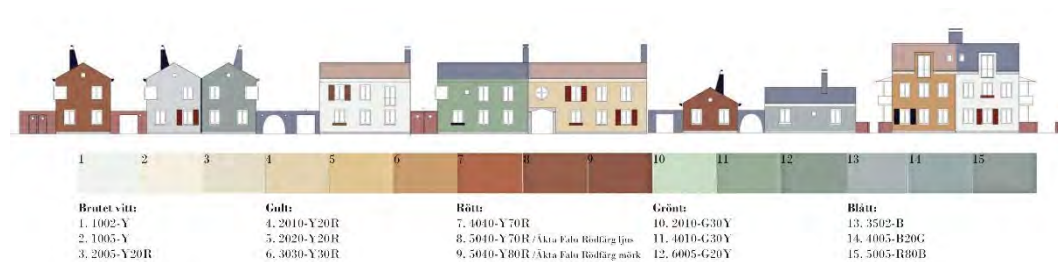 1 2 3 4 5 6 7 8 9 10 11 12 13 14 15
Brutet vitt:
1. 1002-Y
2. 1005-Y
3. 2005-Y20R
Gult:
4. 2010-Y20R
5. 2020-Y20R
6. 3030-Y30R
Rött:
7. 4040-Y70R
8. 5040-Y70R /Äkta Falu Rödfärg ljus
9. 5040-Y80R /Äkta Falu Rödfärg mörk
Grönt:
10. 2010-G30Y
11. 4010-G30Y
12. 6005-G20Y
Blått:
13. 3502-B
14. 4005-B20G
15. 5005-R80B